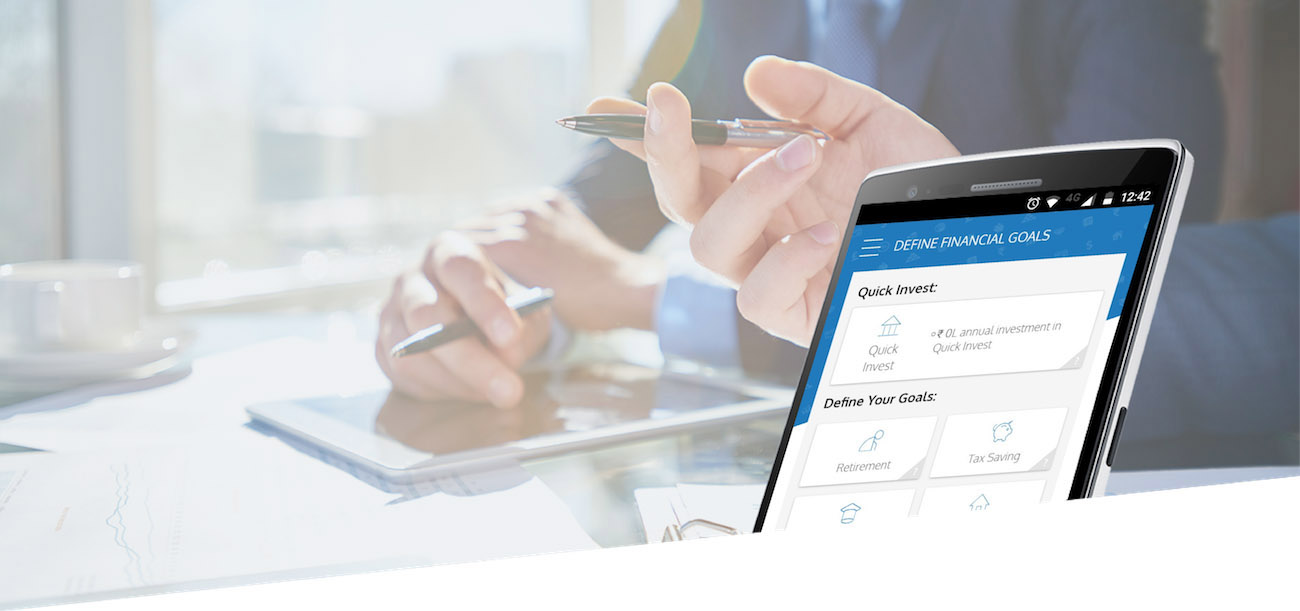 4G 12:42
DEFINE FINANCIAL GOALS
Quick Invest:
₹ 0L annual investment in
Quick Invest
Quick
Invest
Define Your Goals:
Retirement
Tax Saving